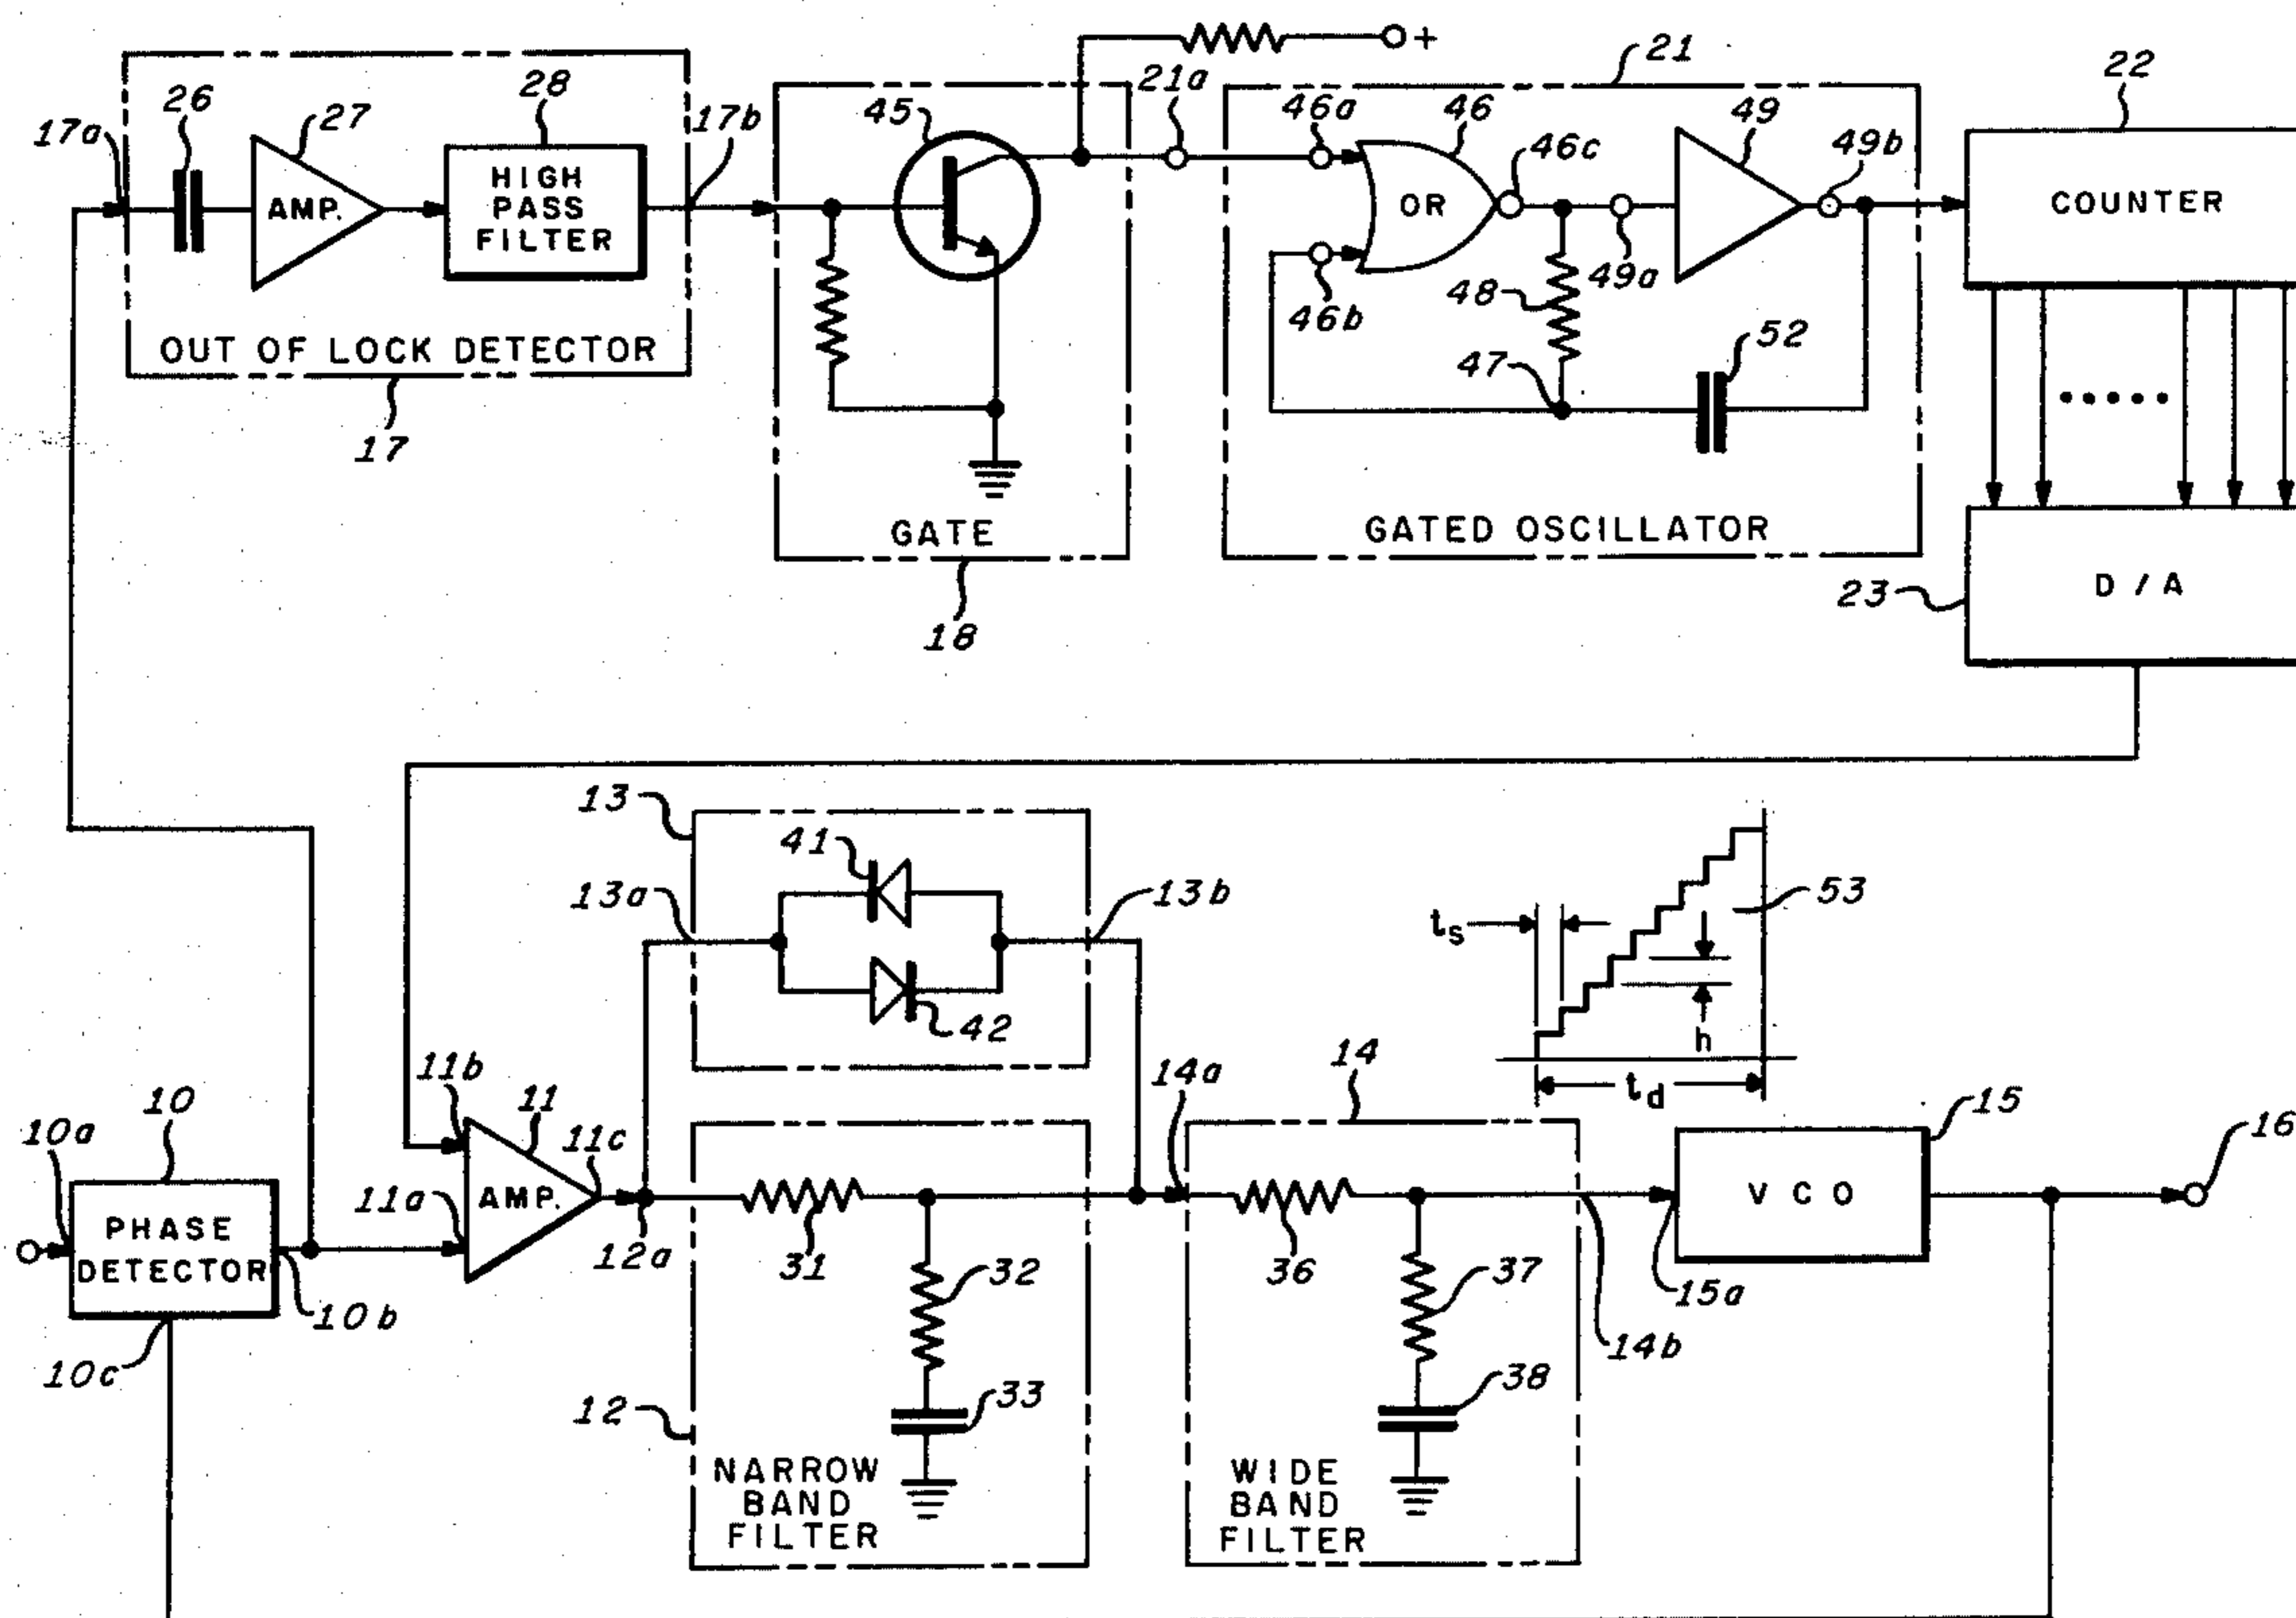 +
21
22
21a
26
27
28
17b
45
46a
46
49
49b
17a
46c
AMP.
HIGH
PASS
FILTER
OR
COUNTER
49a
48
46b
52
OUT OF LOCK DETECTOR
47
17
GATE
GATED OSCILLATOR
D / A
23
18
13
41
13a
13b
53
ts
42
h
11b
14a
14
td
10
11
15
10a
11c
16
11a
AMP.
VCO
PHASE
DETECTOR
12a
31
32
36
37
15a
10b
14b
10c
33
38
12
NARROW
BAND
FILTER
WIDE
BAND
FILTER